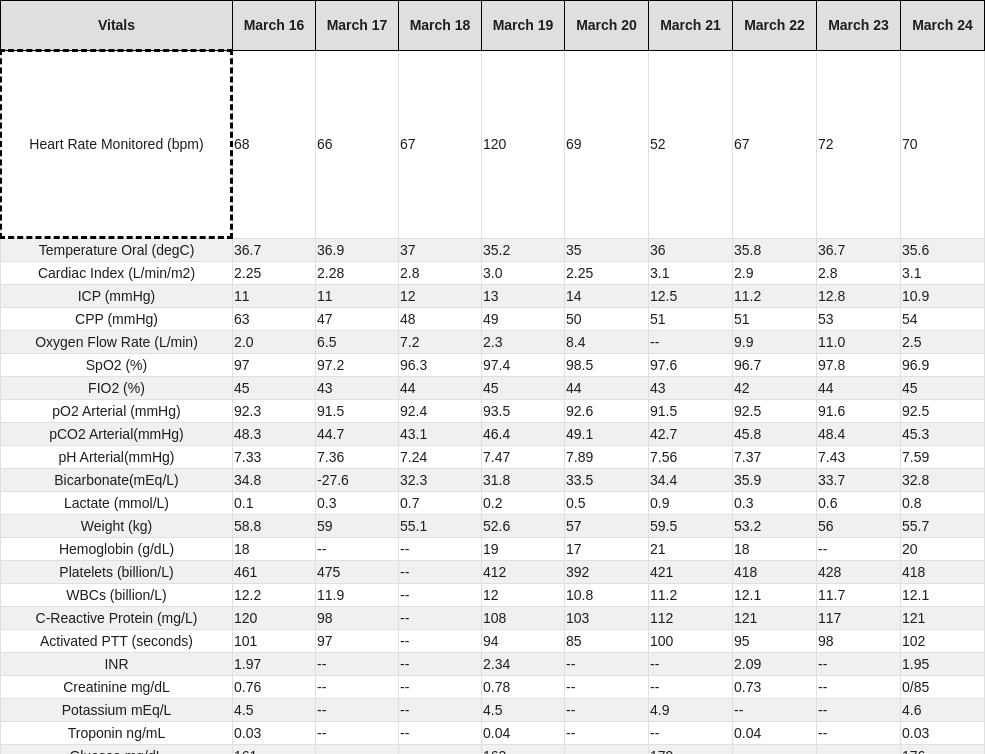 Vitals March 16 March 17 March 18 March 19 March 20 March 21 March 22 March 23 March 24
Heart Rate Monitored (bpm) 68 66 67 120 69 52 67 72 70
Temperature Oral (degC) 36.7 36.9 37 35.2 35 36 35.8 36.7 35.6
Cardiac Index (L/min/m2) 2.25 2.28 2.8 3.0 2.25 3.1 2.9 2.8 3.1
ICP (mmHg) 11 11 12 13 14 12.5 11.2 12.8 10.9
CPP (mmHg) 63 47 48 49 50 51 51 53 54
Oxygen Flow Rate (L/min) 2.0 6.5 7.2 2.3 8.4 -- 9.9 11.0 2.5
SpO2 (%) 97 97.2 96.3 97.4 98.5 97.6 96.7 97.8 96.9
FIO2 (%) 45 43 44 45 44 43 42 44 45
pO2 Arterial (mmHg) 92.3 91.5 92.4 93.5 92.6 91.5 92.5 91.6 92.5
pCO2 Arterial(mmHg) 48.3 44.7 43.1 46.4 49.1 42.7 45.8 48.4 45.3
pH Arterial(mmHg) 7.33 7.36 7.24 7.47 7.89 7.56 7.37 7.43 7.59
Bicarbonate(mEq/L) 34.8 -27.6 32.3 31.8 33.5 34.4 35.9 33.7 32.8
Lactate (mmol/L) 0.1 0.3 0.7 0.2 0.5 0.9 0.3 0.6 0.8
Weight (kg) 58.8 59 55.1 52.6 57 59.5 53.2 56 55.7
Hemoglobin (g/dL) 18 -- -- 19 17 21 18 -- 20
Platelets (billion/L) 461 475 -- 412 392 421 418 428 418
WBCs (billion/L) 12.2 11.9 -- 12 10.8 11.2 12.1 11.7 12.1
C-Reactive Protein (mg/L) 120 98 -- 108 103 112 121 117 121
Activated PTT (seconds) 101 97 -- 94 85 100 95 98 102
INR 1.97 -- -- 2.34 -- -- 2.09 -- 1.95
Creatinine mg/dL 0.76 -- -- 0.78 -- -- 0.73 -- 0/85
Potassium mEq/L 4.5 -- -- 4.5 -- 4.9 -- -- 4.6
Troponin ng/mL 0.03 -- -- 0.04 -- -- 0.04 -- 0.03
Glucose mg/dL 161